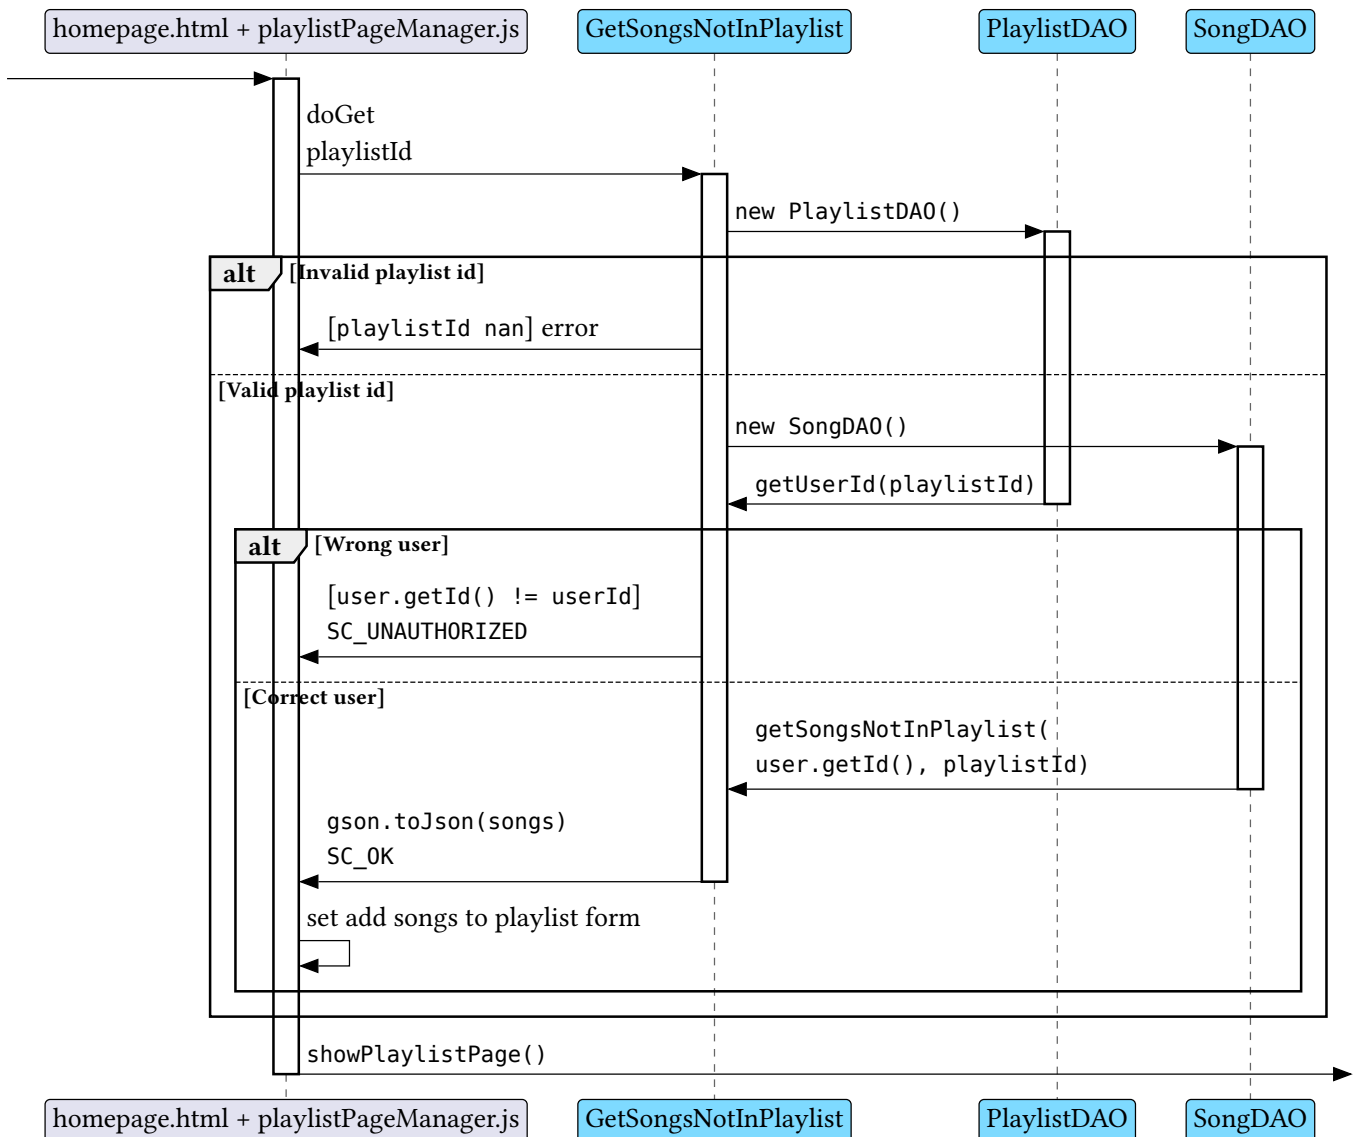 homepage.html + playlistPageManager.js
GetSongsNotInPlaylist
PlaylistDAO
SongDAO
doGet
playlistId
new PlaylistDAO()
alt
[Invalid playlist id]
[playlistId nan] error
[Valid playlist id]
new SongDAO()
getUserId(playlistId)
alt
[Wrong user]
[user.getId() != userId]
SC_UNAUTHORIZED
[Correct user]
getSongsNotInPlaylist(
user.getId(), playlistId)
gson.toJson(songs)
SC_OK
set add songs to playlist form
showPlaylistPage()
homepage.html + playlistPageManager.js
GetSongsNotInPlaylist
PlaylistDAO
SongDAO